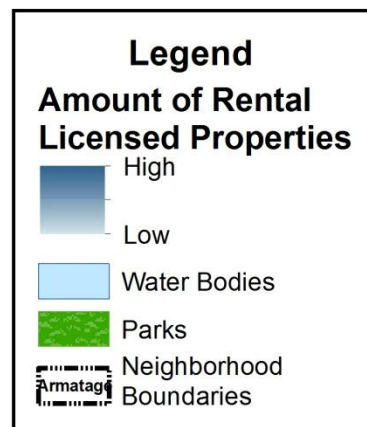 Legend
Amount of Rental
Licensed Properties
High
Low
Water Bodies
Parks
Armatage
Neighborhood
Boundaries